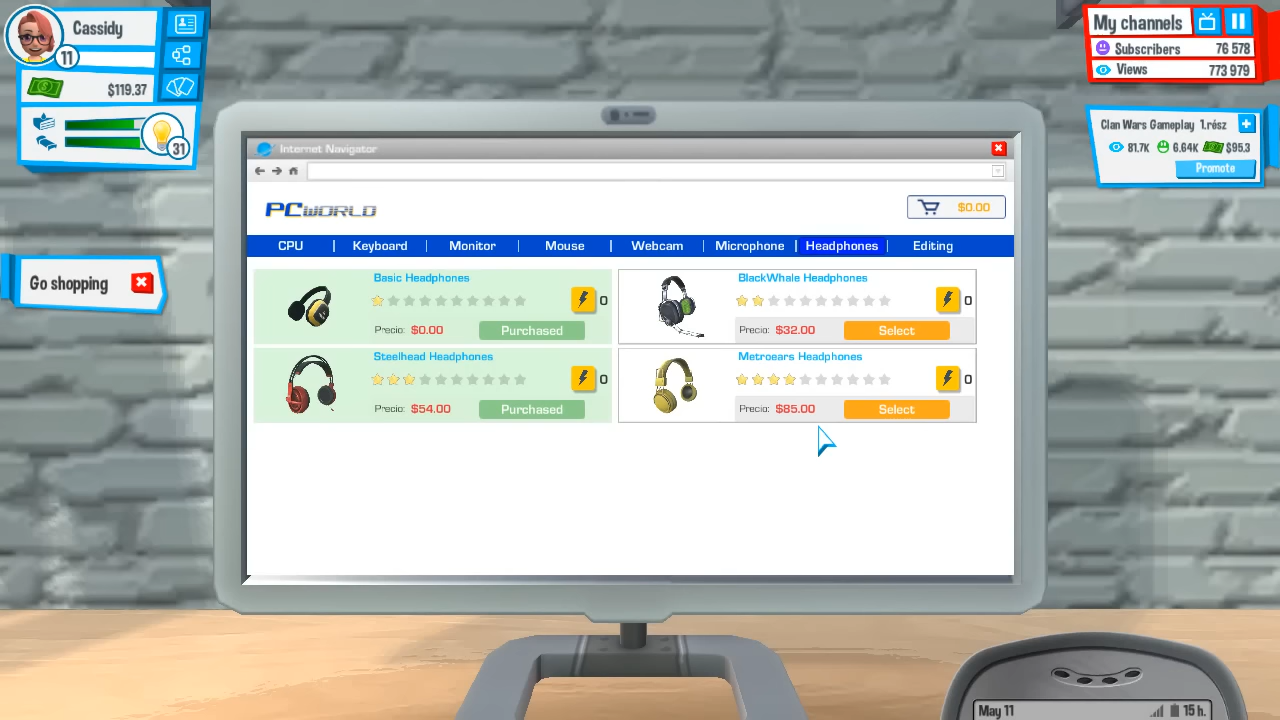 Cassidy
11
$119.37
31
My channels
Subscribers 76 578
Views 773 979
Clan Wars Gameplay 1.rész
81.7K 6.64K $95.3
Promote
Go shopping
Internet Navigator
PCWORLD
$0.00
CPU | Keyboard | Monitor | Mouse | Webcam | Microphone | Headphones | Editing
Basic Headphones
0
Precio: $0.00 Purchased
BlackWhale Headphones
0
Precio: $32.00 Select
Steelhead Headphones
0
Precio: $54.00 Purchased
Metroears Headphones
0
Precio: $85.00 Select
May 11 15 h.